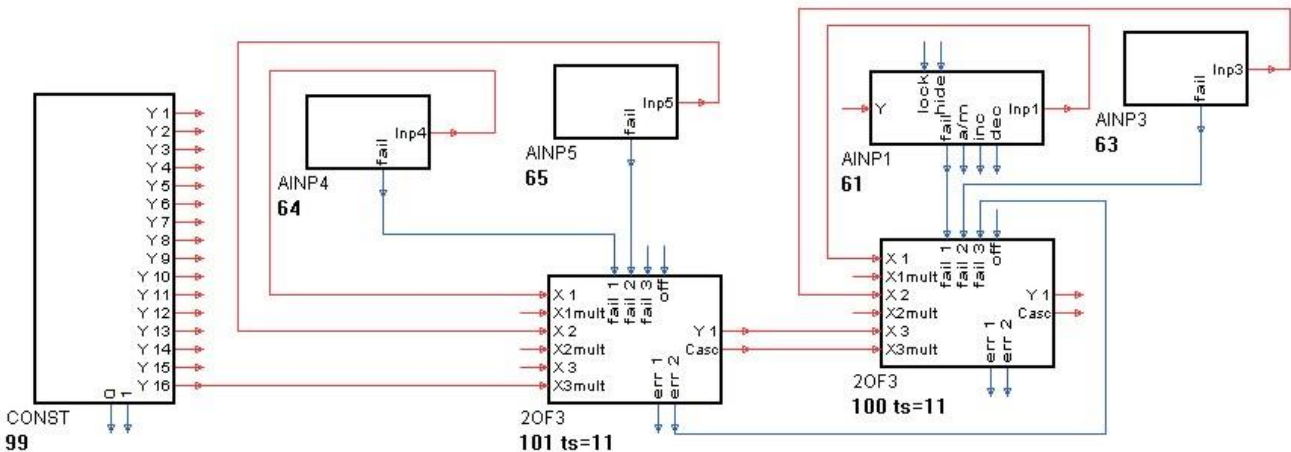 Y 1
Y 2
Y 3
Y 4
Y 5
Y 6
Y 7
Y 8
Y 9
Y 10
Y 11
Y 12
Y 13
Y 14
Y 15
Y 16
0
1
CONST
99
Inp4
fail
AINP4
64
Inp5
fail
AINP5
65
fail 1
fail 2
fail 3
off
X 1
X1mult
X 2
X2mult
X 3
X3mult
Y 1
Casc
err 1
err 2
2OF3
101 ts=11
lock
hide
Y
Inp1
fail
a/m
inc
dec
AINP1
61
Inp3
fail
AINP3
63
fail 1
fail 2
fail 3
off
X 1
X1mult
X 2
X2mult
X 3
X3mult
Y 1
Casc
err 1
err 2
2OF3
100 ts=11